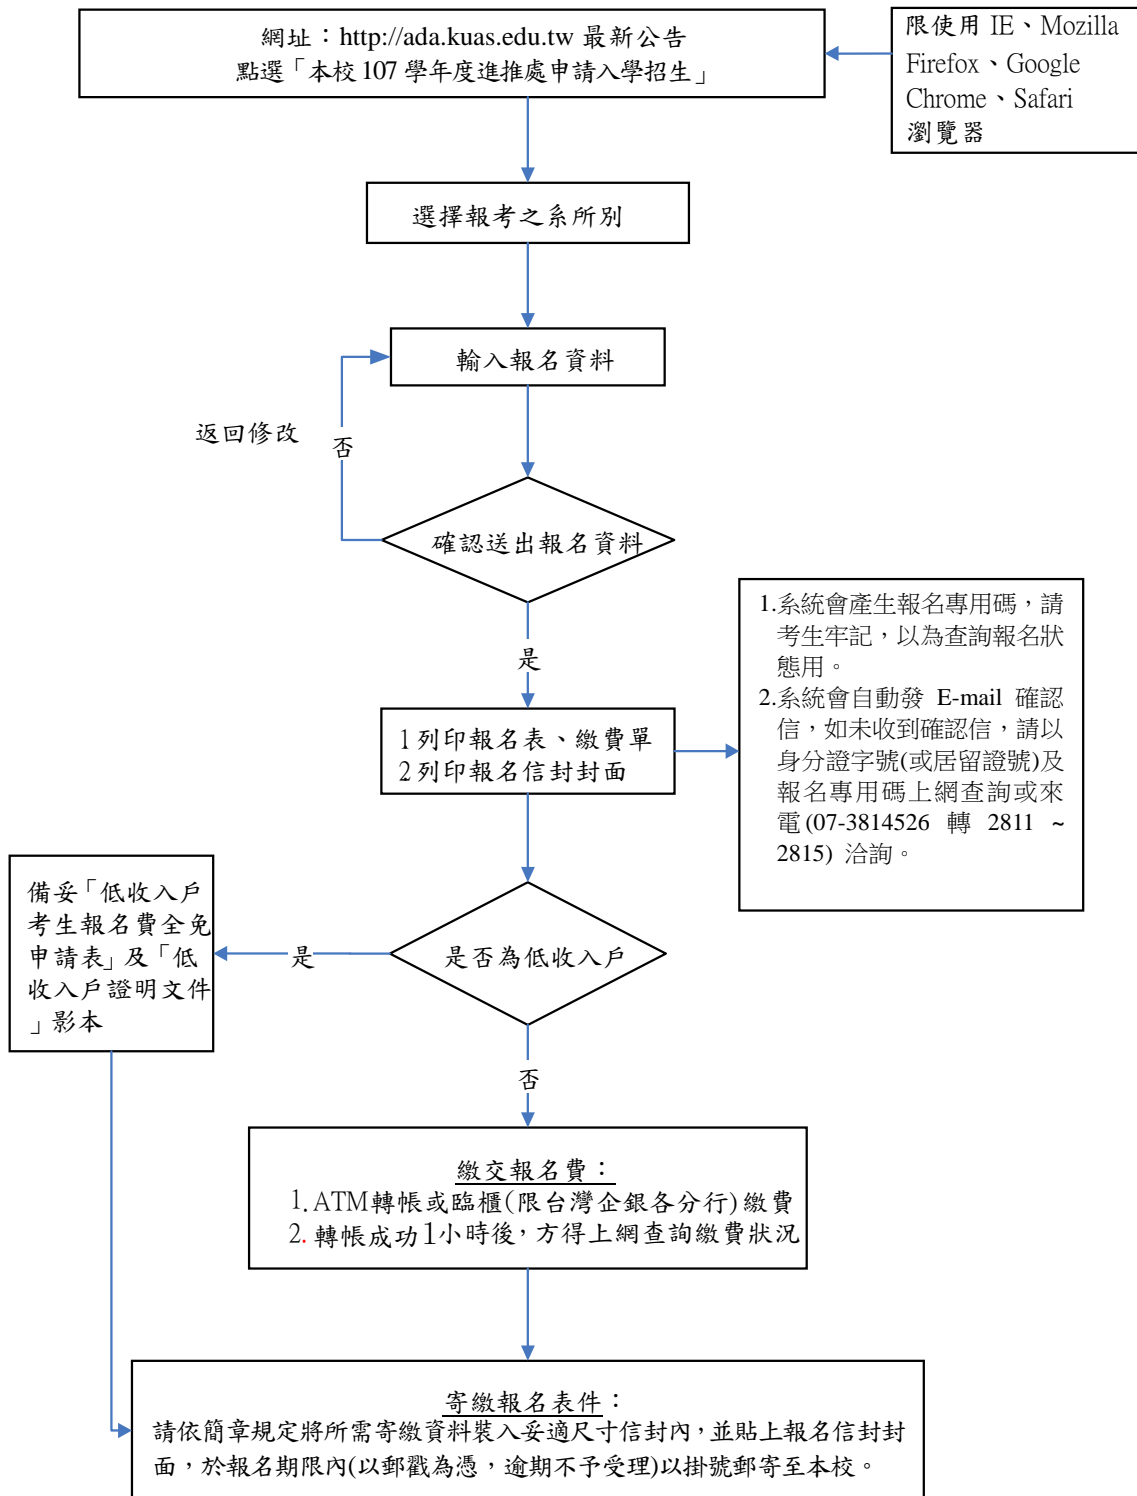 網址：http://ada.kuas.edu.tw 最新公告
點選「本校 107 學年度進推處申請入學招生」
限使用 IE、Mozilla
Firefox、Google
Chrome、Safari
瀏覽器
選擇報考之系所別
輸入報名資料
返回修改
否
確認送出報名資料
是
1.系統會產生報名專用碼，請
考生牢記，以為查詢報名狀
態用。
2.系統會自動發 E-mail 確認
信，如未收到確認信，請以
身分證字號(或居留證號)及
報名專用碼上網查詢或來
電(07-3814526 轉 2811 ~
2815) 洽詢。
1列印報名表、繳費單
2列印報名信封封面
備妥「低收入戶
考生報名費全免
申請表」及「低
收入戶證明文件
」影本
是
是否為低收入戶
否
繳交報名費：
1.ATM轉帳或臨櫃(限台灣企銀各分行)繳費
2.轉帳成功1小時後，方得上網查詢繳費狀況
寄繳報名表件：
請依簡章規定將所需寄繳資料裝入妥適尺寸信封內，並貼上報名信封封
面，於報名期限內(以郵戳為憑，逾期不予受理)以掛號郵寄至本校。